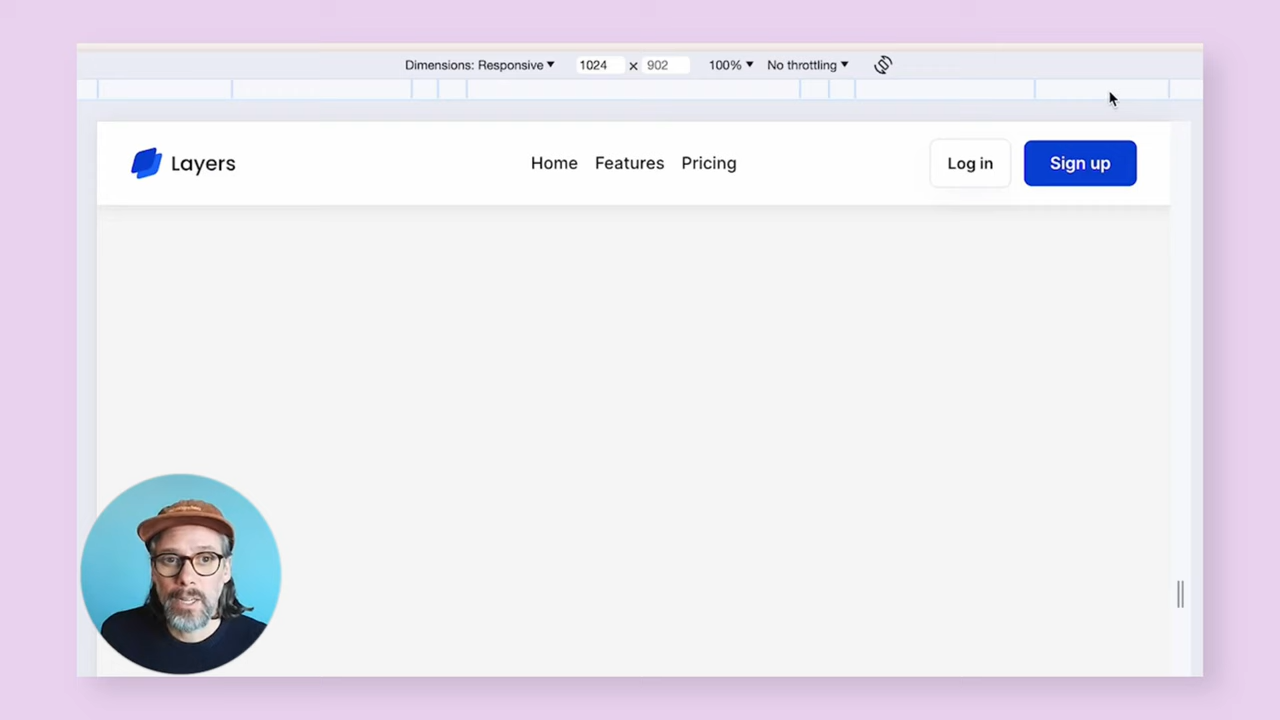 Dimensions: Responsive 1024 × 902 100% No throttling
Layers Home Features Pricing Log in Sign up